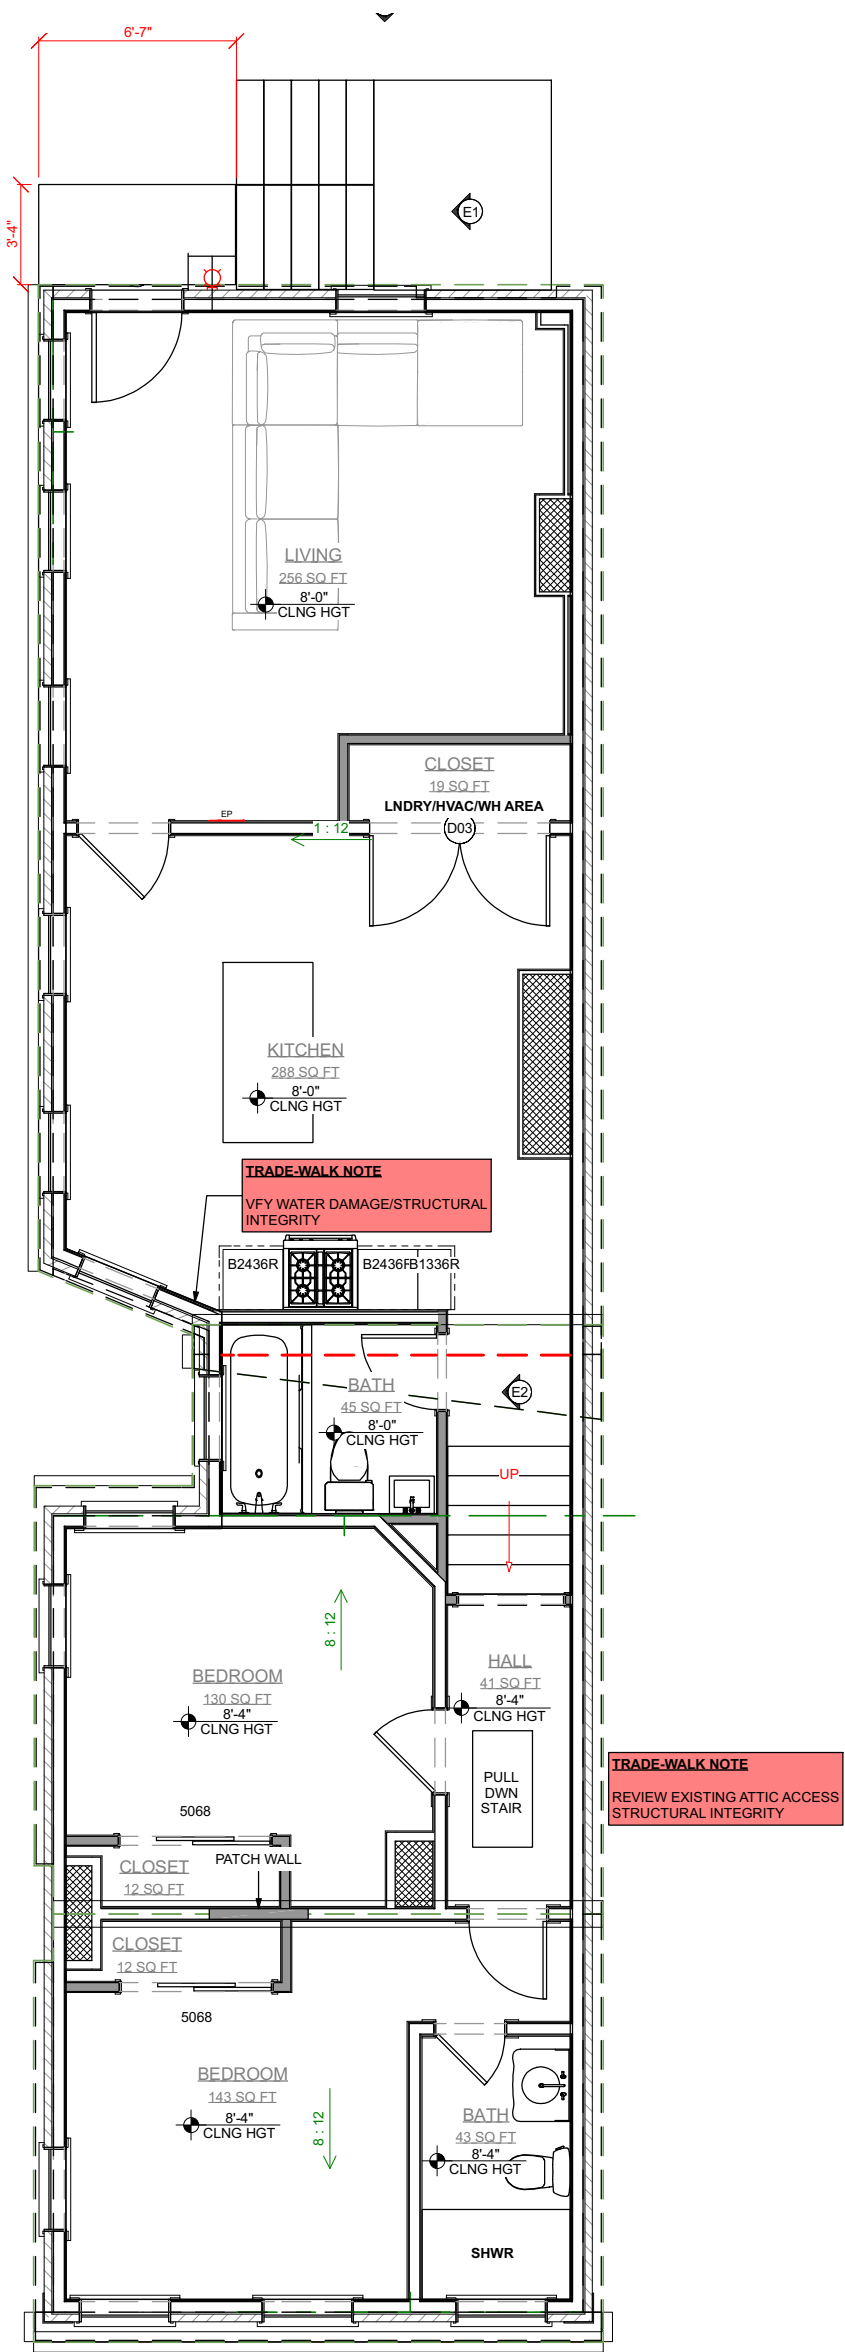 6'-7"
3'-4"
E1
LIVING
256 SQ FT
8'-0"
CLNG HGT
CLOSET
19 SQ FT
LNDRY/HVAC/WH AREA
EP
1 : 12
D03
KITCHEN
288 SQ FT
8'-0"
CLNG HGT
TRADE-WALK NOTE
VFY WATER DAMAGE/STRUCTURAL
INTEGRITY
B2436R
B2436R
B1336R
BATH
45 SQ FT
8'-0"
CLNG HGT
E2
UP
8 : 12
BEDROOM
130 SQ FT
8'-4"
CLNG HGT
HALL
41 SQ FT
8'-4"
CLNG HGT
PULL
DWN
STAIR
TRADE-WALK NOTE
REVIEW EXISTING ATTIC ACCESS
STRUCTURAL INTEGRITY
5068
CLOSET
12 SQ FT
PATCH WALL
CLOSET
12 SQ FT
5068
BEDROOM
143 SQ FT
8'-4"
CLNG HGT
8 : 12
BATH
43 SQ FT
8'-4"
CLNG HGT
SHWR